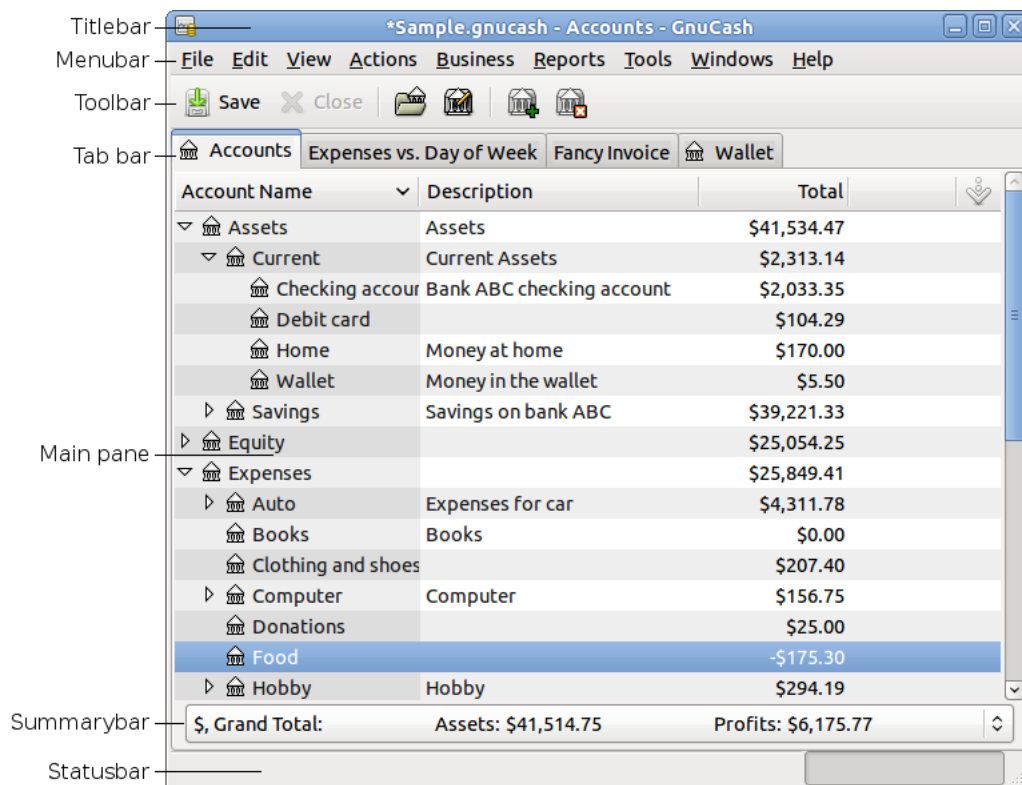 Titlebar *Sample.gnucash - Accounts - GnuCash
Menubar File Edit View Actions Business Reports Tools Windows Help
Toolbar Save Close
Tab bar Accounts Expenses vs. Day of Week Fancy Invoice Wallet
Account Name Description Total
Assets Assets $41,534.47
Current Current Assets $2,313.14
Checking accour Bank ABC checking account $2,033.35
Debit card $104.29
Home Money at home $170.00
Wallet Money in the wallet $5.50
Savings Savings on bank ABC $39,221.33
Equity $25,054.25
Main pane
Expenses $25,849.41
Auto Expenses for car $4,311.78
Books Books $0.00
Clothing and shoes $207.40
Computer Computer $156.75
Donations $25.00
Food -$175.30
Hobby Hobby $294.19
Summarybar $, Grand Total: Assets: $41,514.75 Profits: $6,175.77
Statusbar